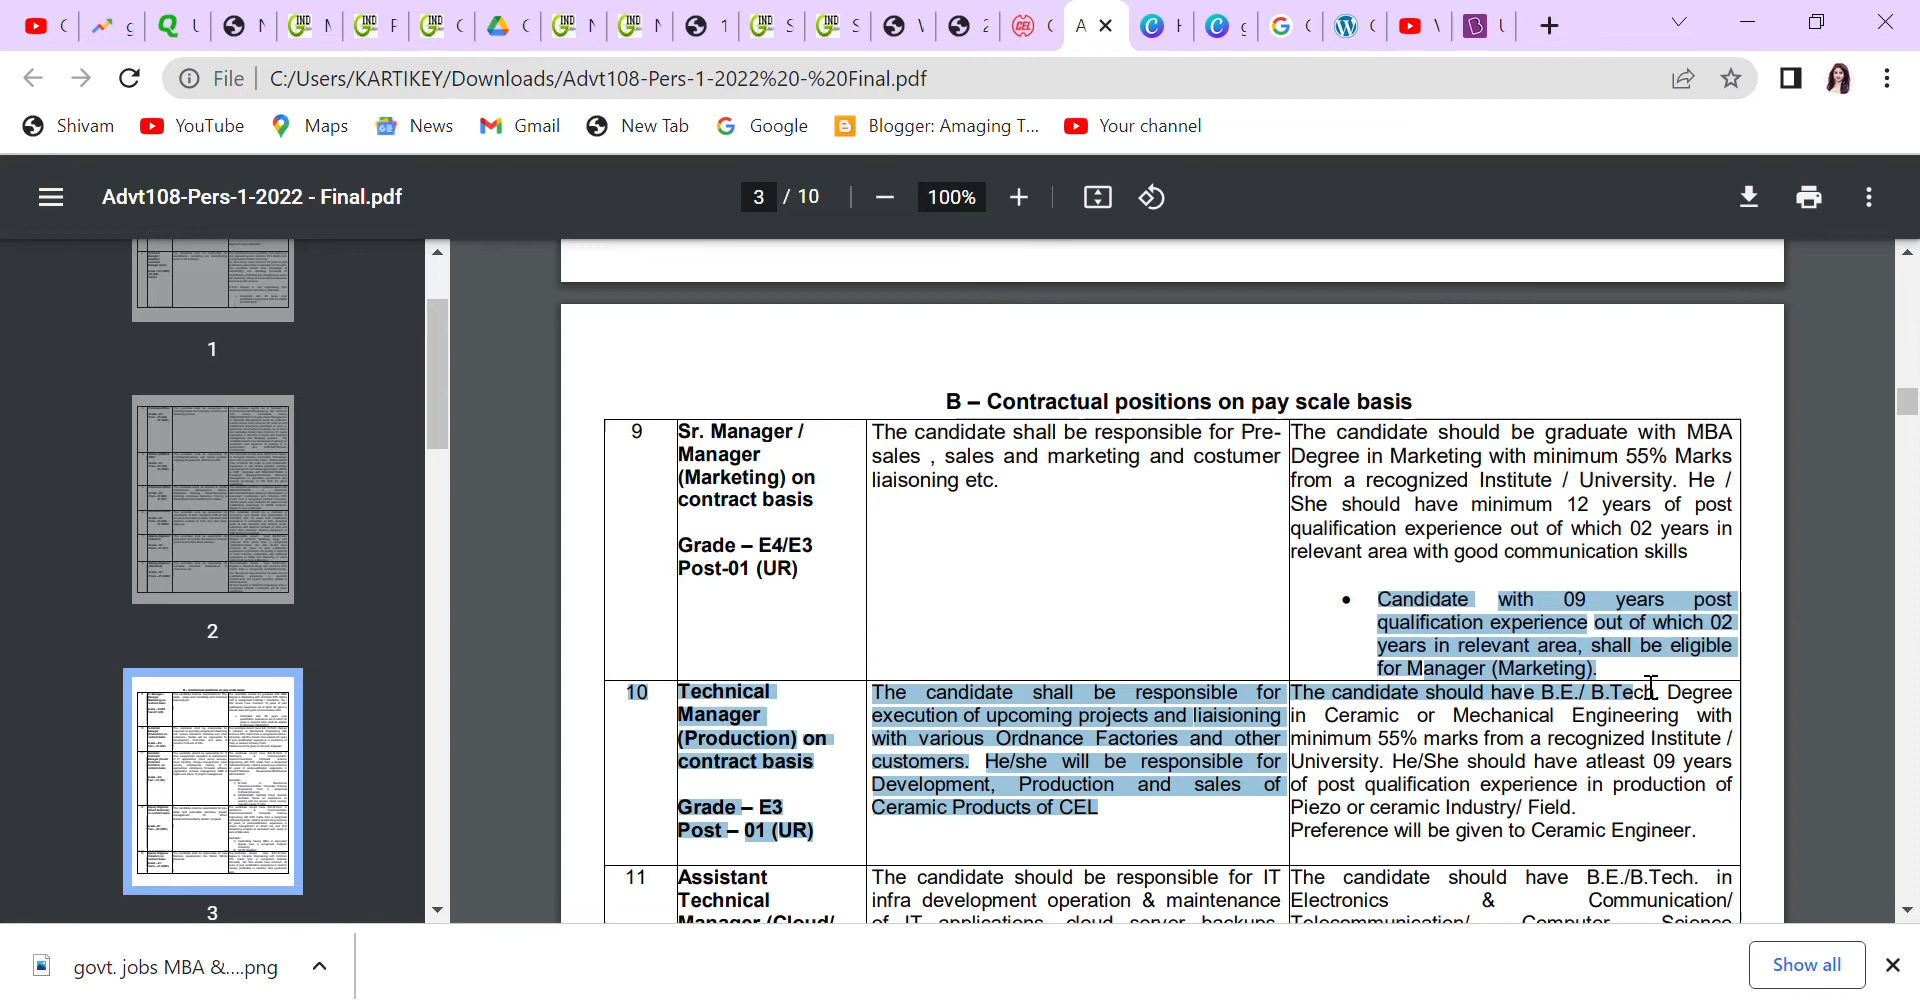 File C:/Users/KARTIKEY/Downloads/Advt108-Pers-1-2022%20-%20Final.pdf
Shivam YouTube Maps News Gmail New Tab Google Blogger: Amaging T... Your channel
Advt108-Pers-1-2022 - Final.pdf 3 / 10 100%
1
2
3
B – Contractual positions on pay scale basis
9
Sr. Manager /
Manager
(Marketing) on
contract basis
Grade – E4/E3
Post-01 (UR)
The candidate shall be responsible for Pre-
sales , sales and marketing and costumer
liaisoning etc.
The candidate should be graduate with MBA
Degree in Marketing with minimum 55% Marks
from a recognized Institute / University. He /
She should have minimum 12 years of post
qualification experience out of which 02 years in
relevant area with good communication skills
• Candidate with 09 years post
qualification experience out of which 02
years in relevant area, shall be eligible
for Manager (Marketing).
10
Technical
Manager
(Production) on
contract basis
Grade – E3
Post – 01 (UR)
The candidate shall be responsible for
execution of upcoming projects and liaisioning
with various Ordnance Factories and other
customers. He/she will be responsible for
Development, Production and sales of
Ceramic Products of CEL
The candidate should have B.E./ B.Tech. Degree
in Ceramic or Mechanical Engineering with
minimum 55% marks from a recognized Institute /
University. He/She should have atleast 09 years
of post qualification experience in production of
Piezo or ceramic Industry/ Field.
Preference will be given to Ceramic Engineer.
11
Assistant
Technical
Manager (Cloud/
The candidate should be responsible for IT
infra development operation & maintenance
of IT applications, cloud server backups,
The candidate should have B.E./B.Tech. in
Electronics & Communication/
Telecommunication/ Computer Science
govt. jobs MBA &....png
Show all